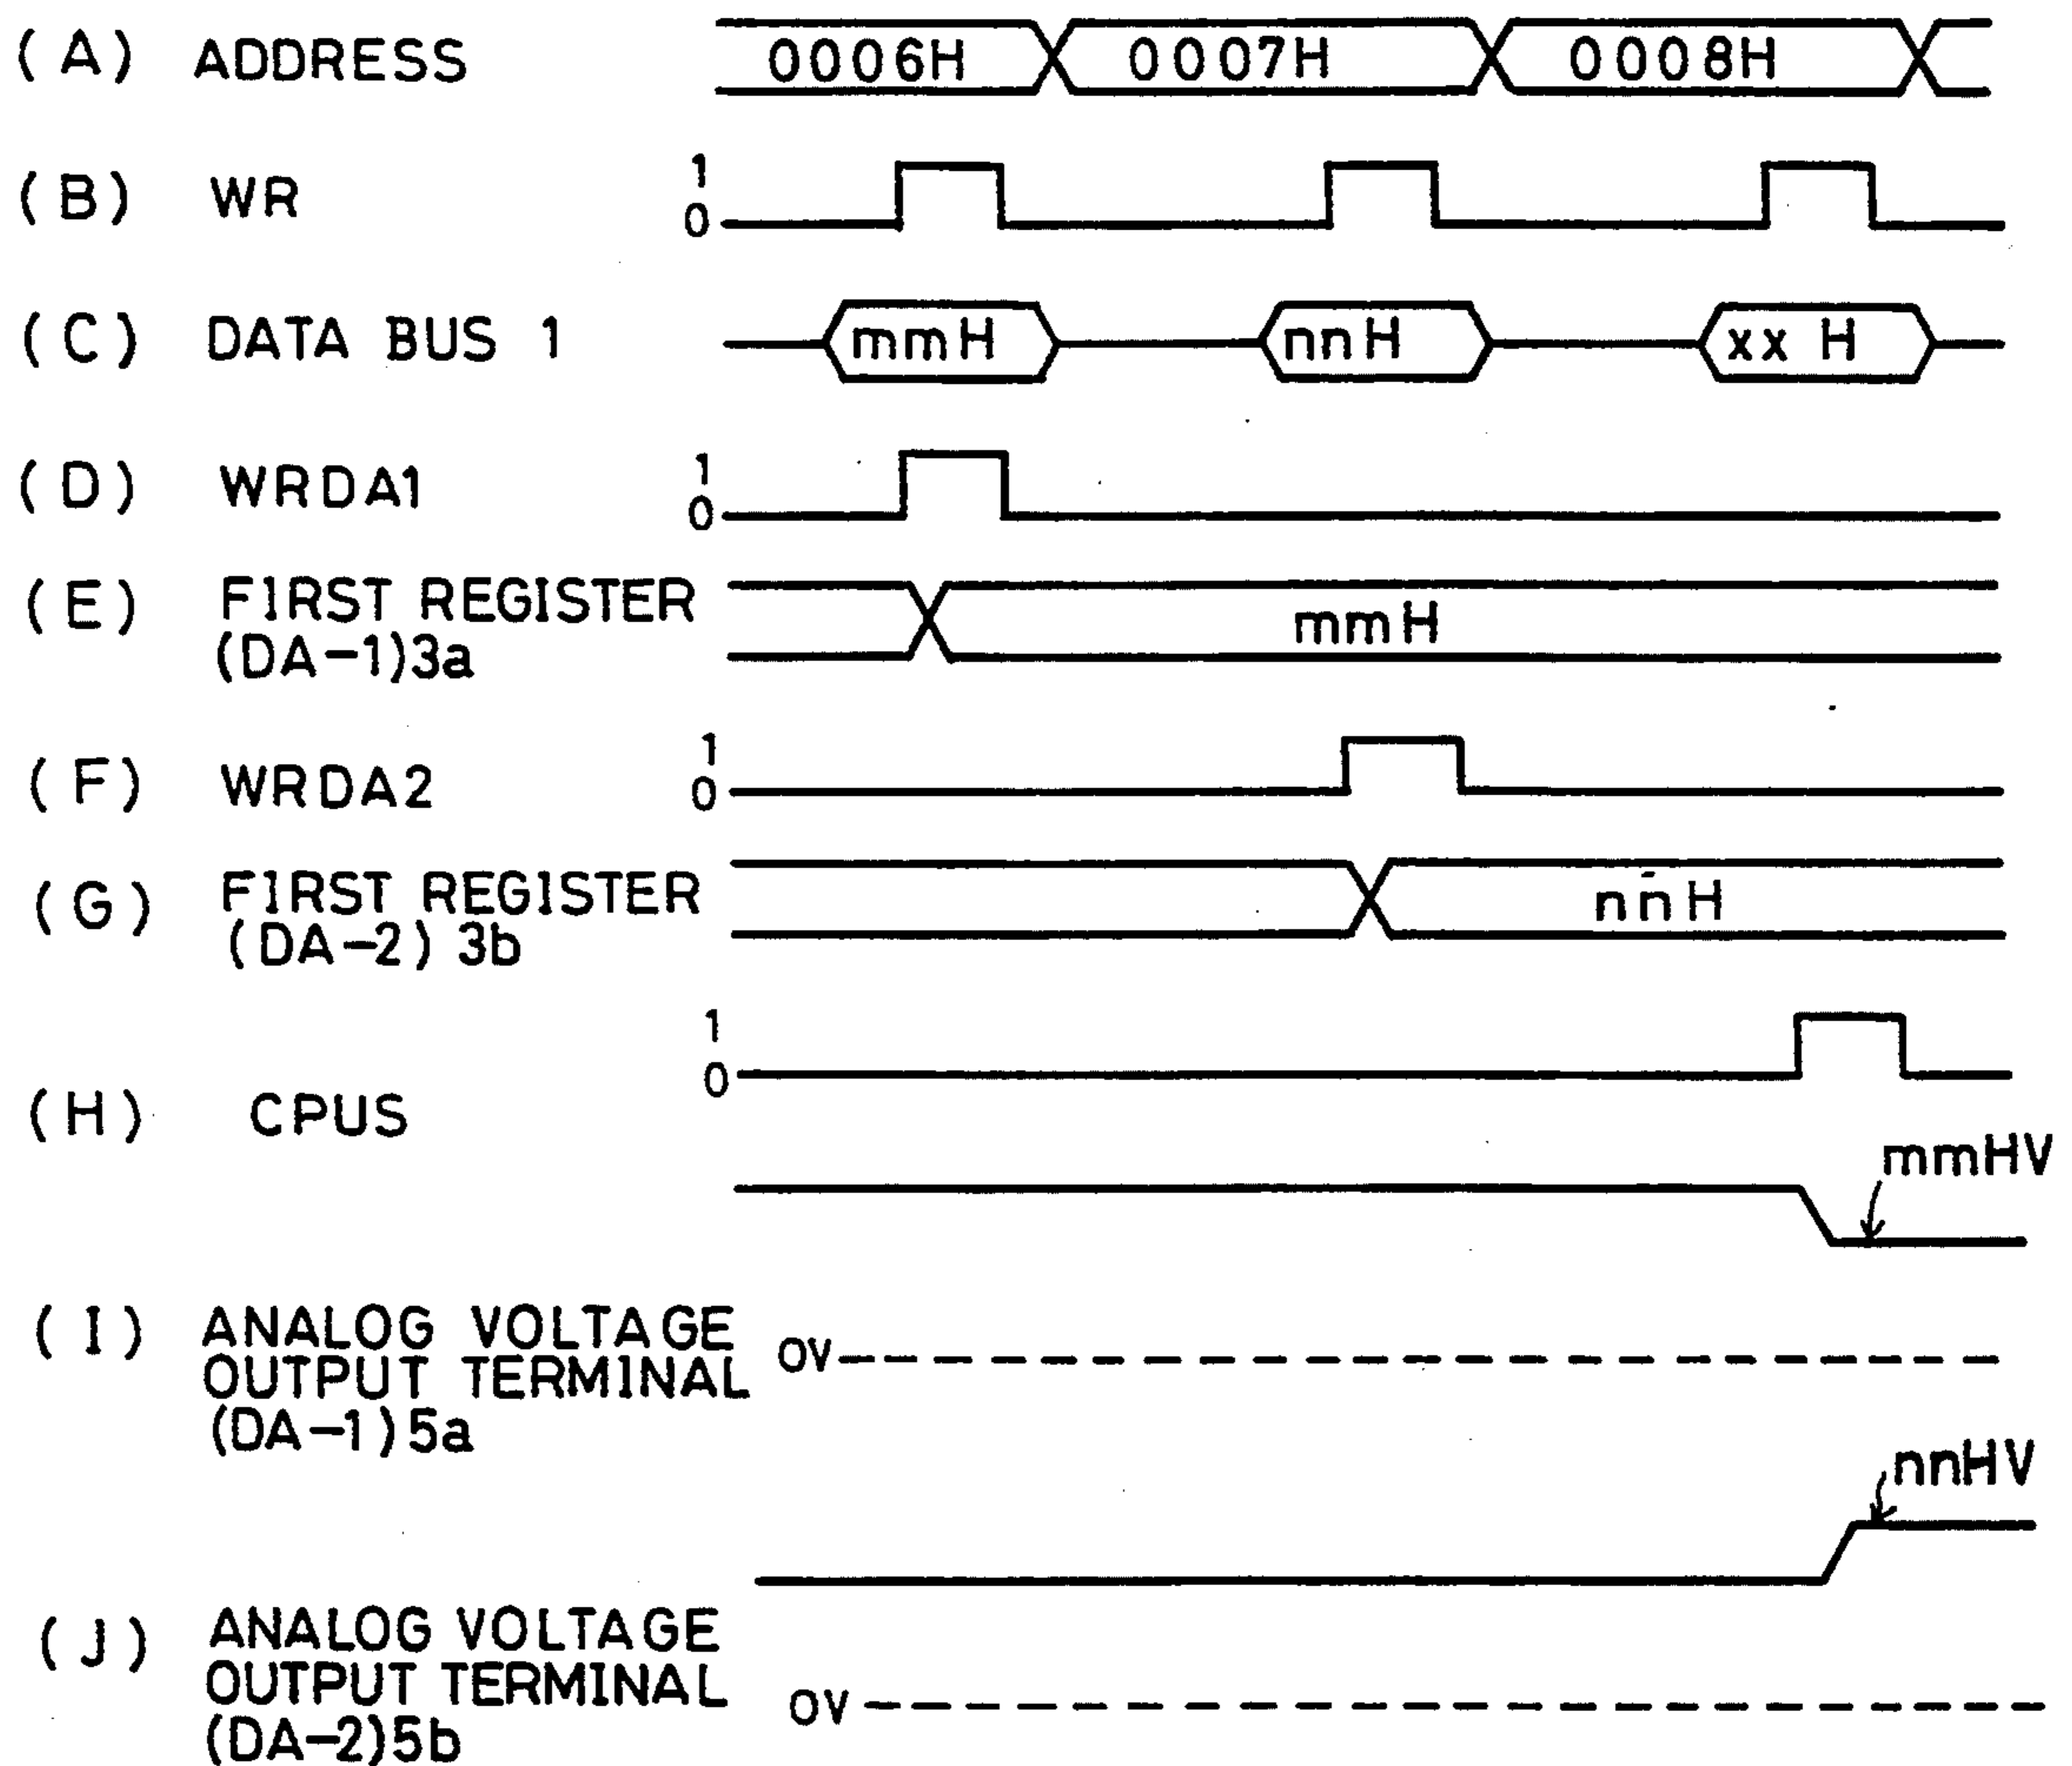 (A) ADDRESS 0006H 0007H 0008H
(B) WR 1 0
(C) DATA BUS 1 mmH nnH xx H
(D) WRDA1 1 0
(E) FIRST REGISTER
(DA-1)3a mmH
(F) WRDA2 1 0
(G) FIRST REGISTER
(DA-2) 3b nnH
1
0
(H) CPUS
mmHV
(I) ANALOG VOLTAGE
OUTPUT TERMINAL
(DA-1)5a
0V
nnHV
(J) ANALOG VOLTAGE
OUTPUT TERMINAL
(DA-2)5b
0V